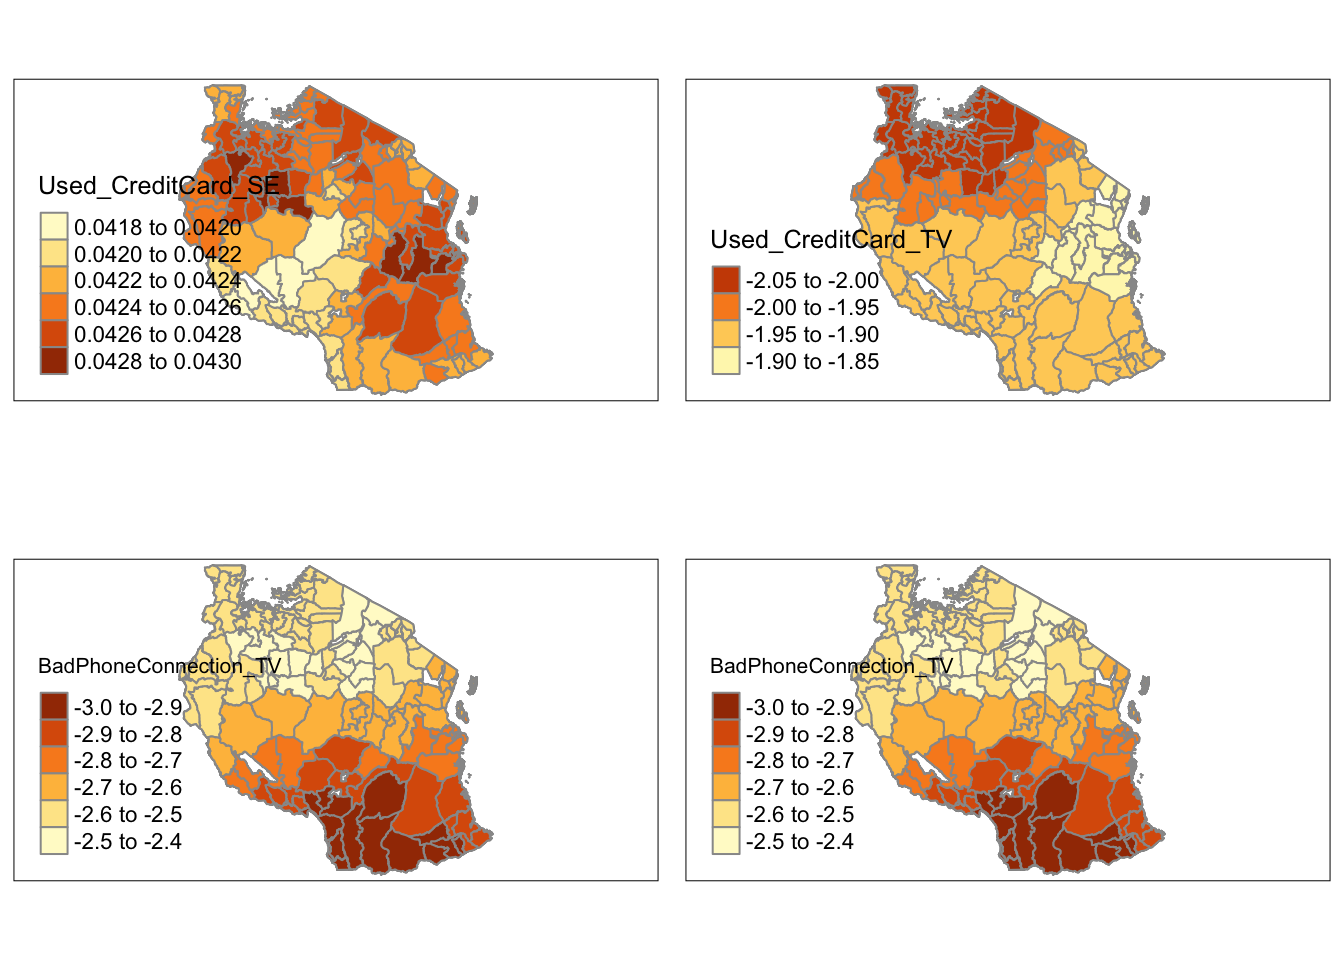 Used_CreditCard_SE
0.0418 to 0.0420
0.0420 to 0.0422
0.0422 to 0.0424
0.0424 to 0.0426
0.0426 to 0.0428
0.0428 to 0.0430
Used_CreditCard_TV
-2.05 to -2.00
-2.00 to -1.95
-1.95 to -1.90
-1.90 to -1.85
BadPhoneConnection_TV
-3.0 to -2.9
-2.9 to -2.8
-2.8 to -2.7
-2.7 to -2.6
-2.6 to -2.5
-2.5 to -2.4
BadPhoneConnection_TV
-3.0 to -2.9
-2.9 to -2.8
-2.8 to -2.7
-2.7 to -2.6
-2.6 to -2.5
-2.5 to -2.4